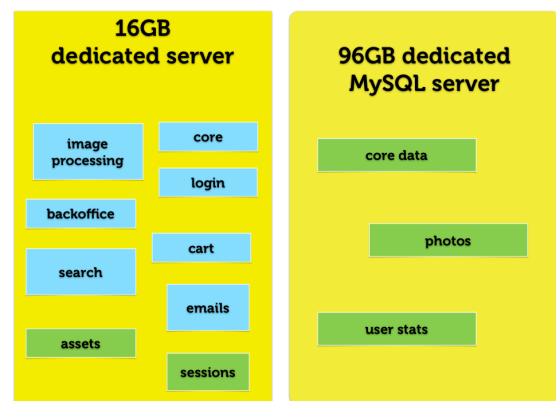 16GB
dedicated server
image
processing
core
login
backoffice
cart
search
emails
assets
sessions
96GB dedicated
MySQL server
core data
photos
user stats